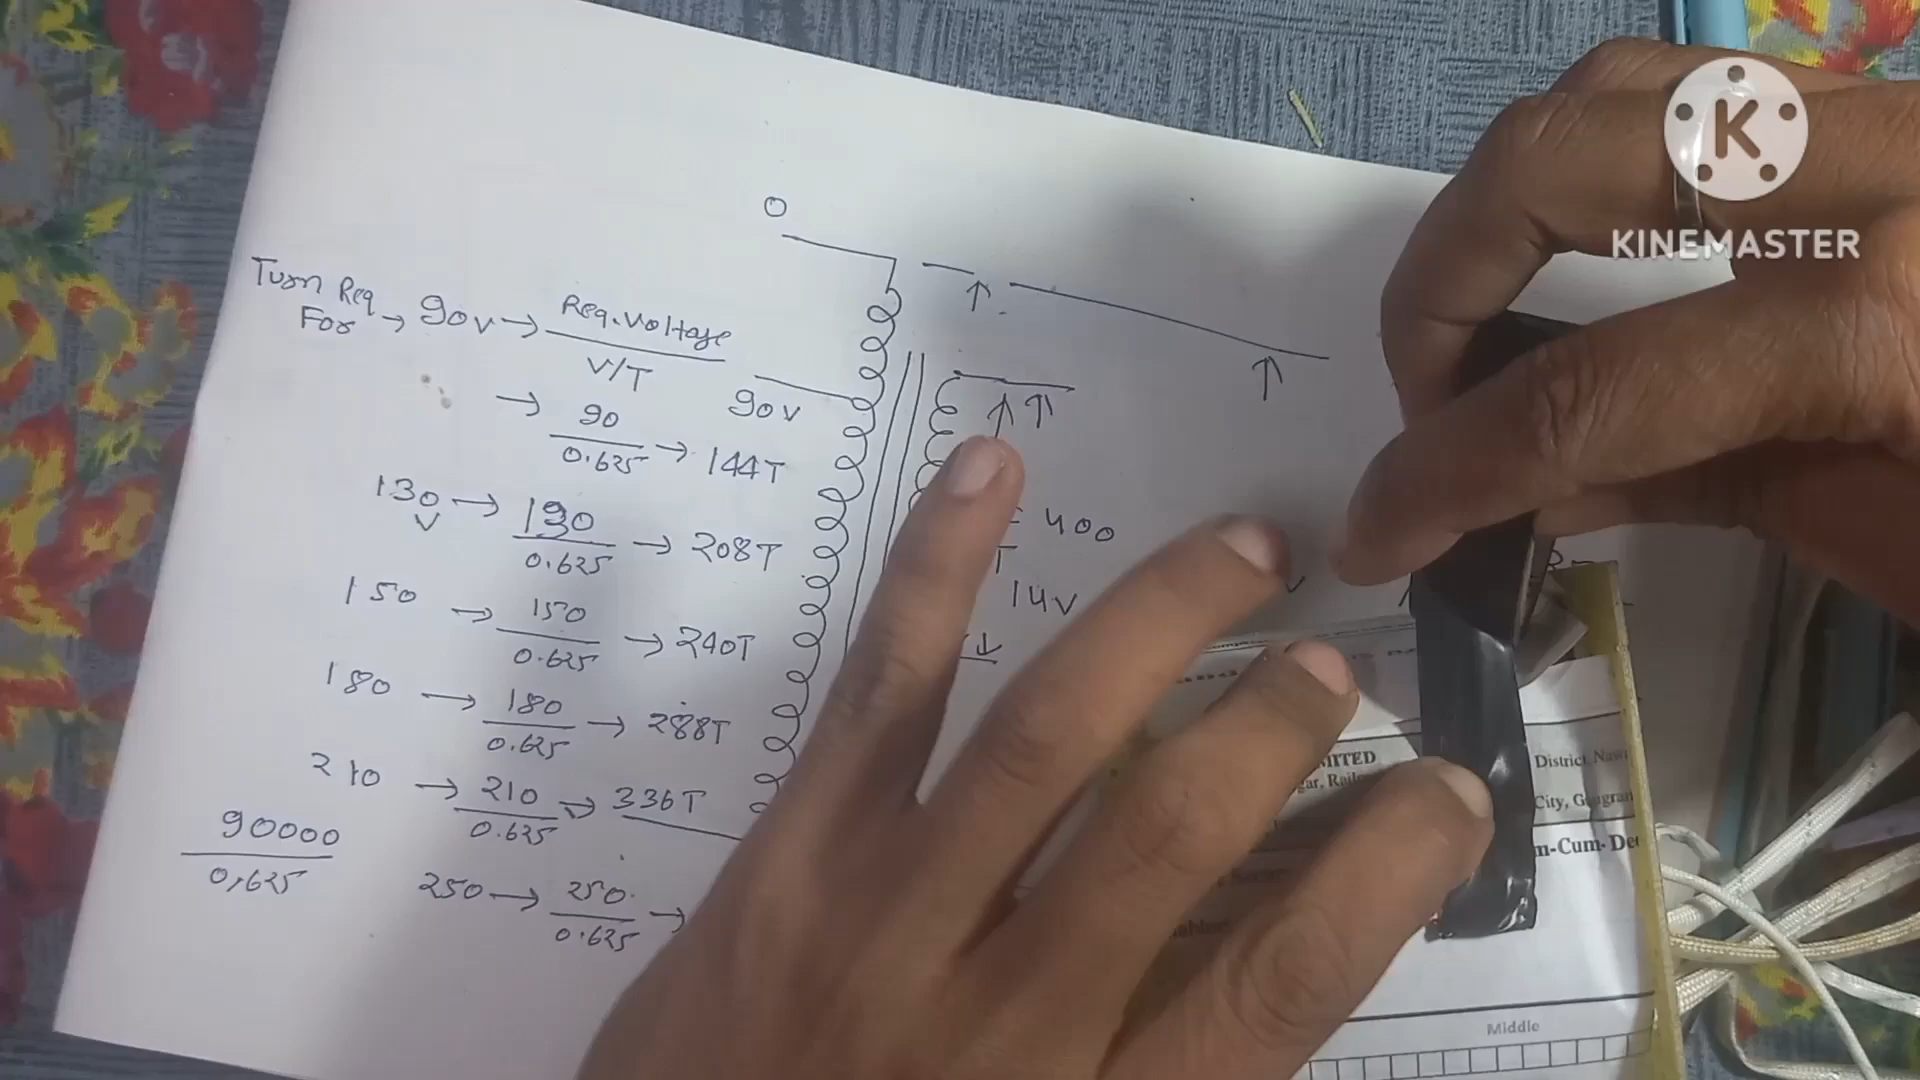 KINEMASTER
O
Turn Req
For → 90v → Req. Voltage
V/T
→ 90
0.625 → 144T
90v
130 v → 130
0.625 → 208T
150 → 150
0.625 → 240T
180 → 180
0.625 → 288T
210 → 210
0.625 → 336T
90000
0.625
250 → 250
0.625 →
= 400
T
14v
MITED
District
City,
n-Cum-De
Middle